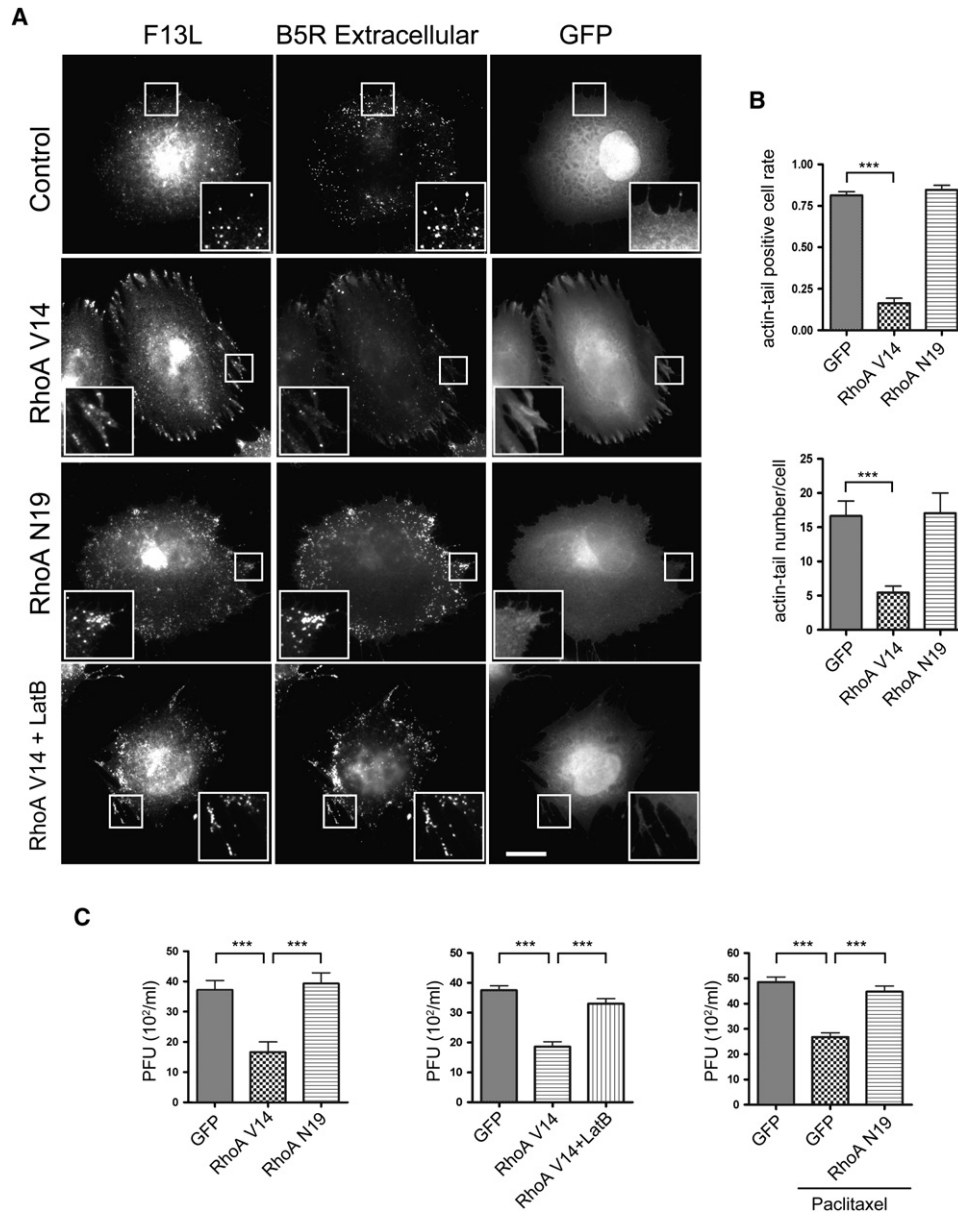 A
F13L B5R Extracellular GFP
Control
RhoA V14
RhoA N19
RhoA V14 + LatB
B
actin-tail positive cell rate
1.00
0.75
0.50
0.25
0.00
***
GFP
RhoA V14
RhoA N19
actin-tail number/cell
25
20
15
10
5
0
***
GFP
RhoA V14
RhoA N19
C
PFU (10²/ml)
50
40
30
20
10
0
*** ***
GFP
RhoA V14
RhoA N19
PFU (10²/ml)
50
40
30
20
10
0
*** ***
GFP
RhoA V14
RhoA V14+LatB
PFU (10²/ml)
60
50
40
30
20
10
0
*** ***
GFP
GFP
RhoA N19
Paclitaxel